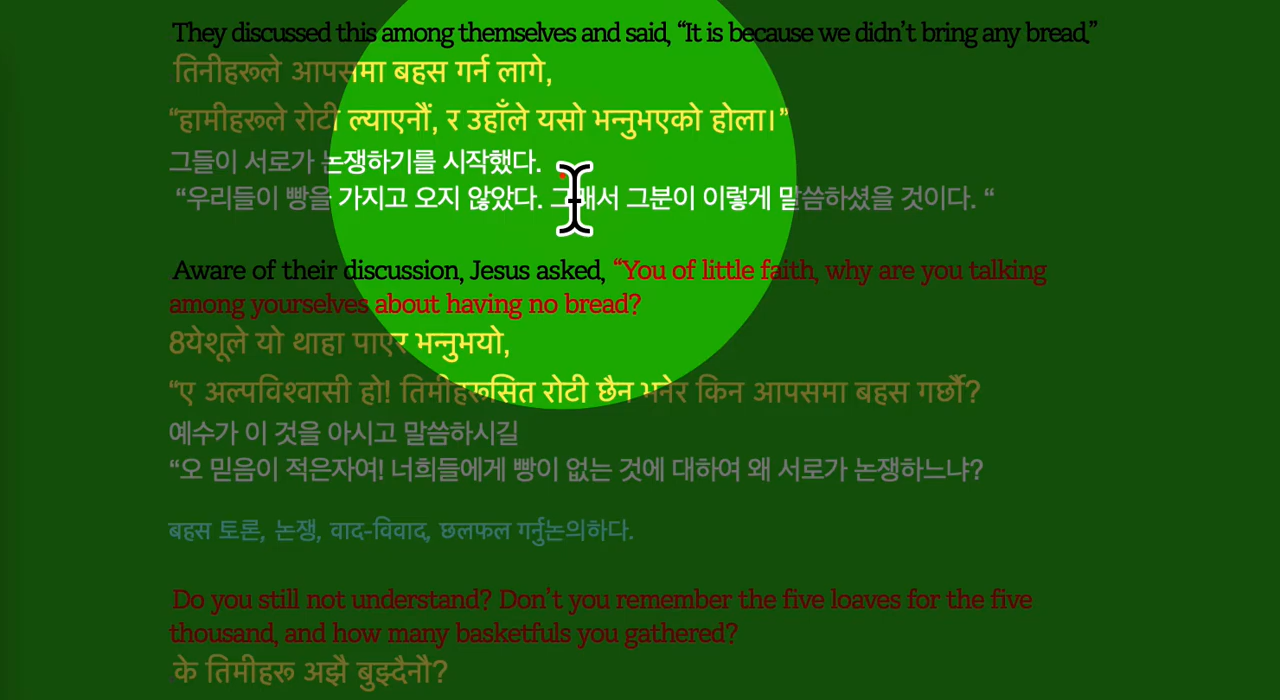 They discussed this among themselves and said, “It is because we didn’t bring any bread.”
तिनीहरूले आपसमा बहस गर्न लागे,
“हामीहरूले रोटी ल्याएनौं, र उहाँले यसो भन्नुभएको होला।”
그들이 서로가 논쟁하기를 시작했다.
“우리들이 빵을 가지고 오지 않았다. 그래서 그분이 이렇게 말씀하셨을 것이다. “
Aware of their discussion, Jesus asked, “You of little faith, why are you talking
among yourselves about having no bread?
8येशूले यो थाहा पाएर भन्नुभयो,
“ए अल्पविश्वासी हो! तिमीहरूसित रोटी छैन भनेर किन आपसमा बहस गर्छौ?
예수가 이 것을 아시고 말씀하시길
“오 믿음이 적은자여! 너희들에게 빵이 없는 것에 대하여 왜 서로가 논쟁하느냐?
बहस 토론, 논쟁, वाद-विवाद, छलफल गर्नु논의하다.
Do you still not understand? Don’t you remember the five loaves for the five
thousand, and how many basketfuls you gathered?
के तिमीहरू अझै बुझ्दैनौ?